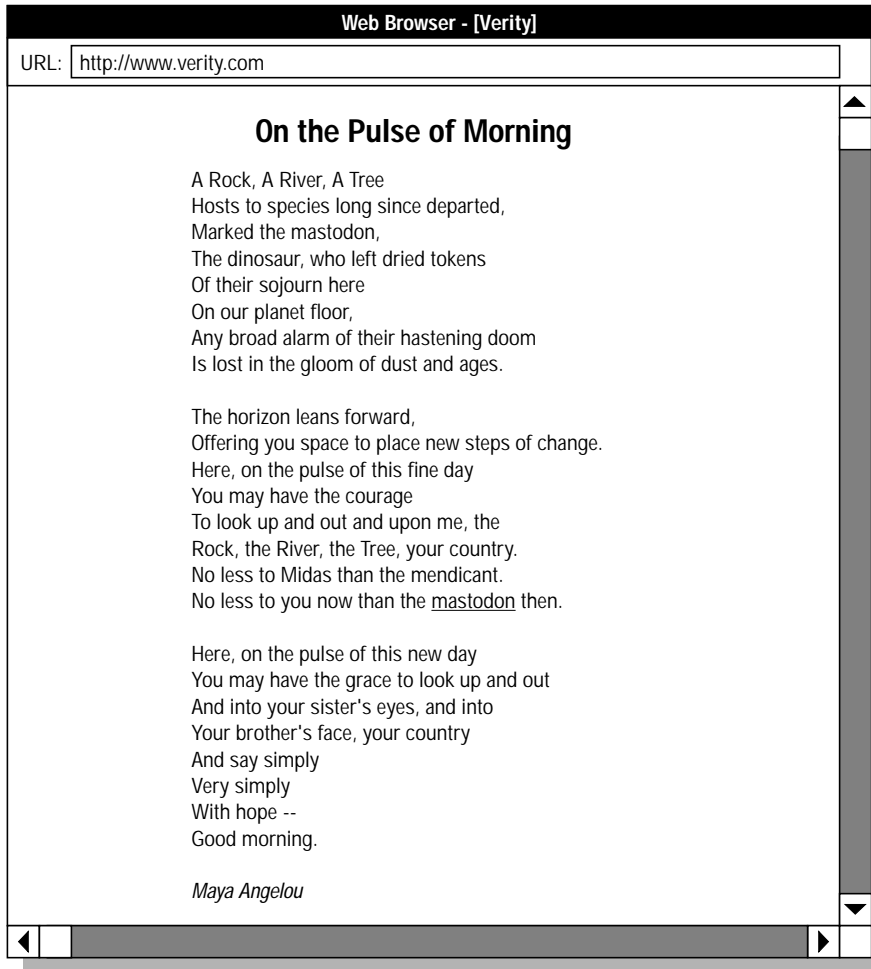 Web Browser - [Verity]
URL: http://www.verity.com
On the Pulse of Morning
A Rock, A River, A Tree
Hosts to species long since departed,
Marked the mastodon,
The dinosaur, who left dried tokens
Of their sojourn here
On our planet floor,
Any broad alarm of their hastening doom
Is lost in the gloom of dust and ages.
The horizon leans forward,
Offering you space to place new steps of change.
Here, on the pulse of this fine day
You may have the courage
To look up and out and upon me, the
Rock, the River, the Tree, your country.
No less to Midas than the mendicant.
No less to you now than the mastodon then.
Here, on the pulse of this new day
You may have the grace to look up and out
And into your sister's eyes, and into
Your brother's face, your country
And say simply
Very simply
With hope --
Good morning.
Maya Angelou